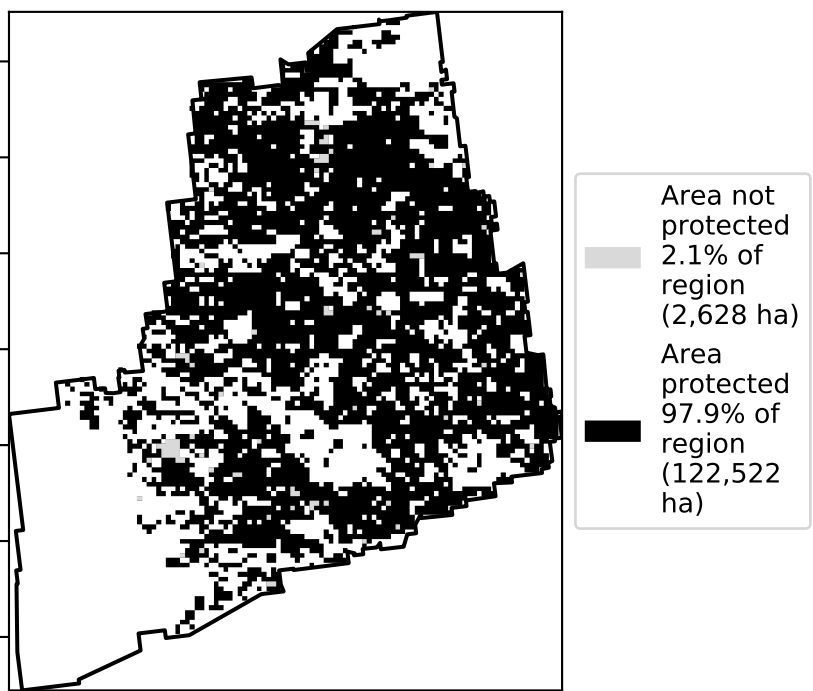 Area not
protected
2.1% of
region
(2,628 ha)
Area
protected
97.9% of
region
(122,522
ha)